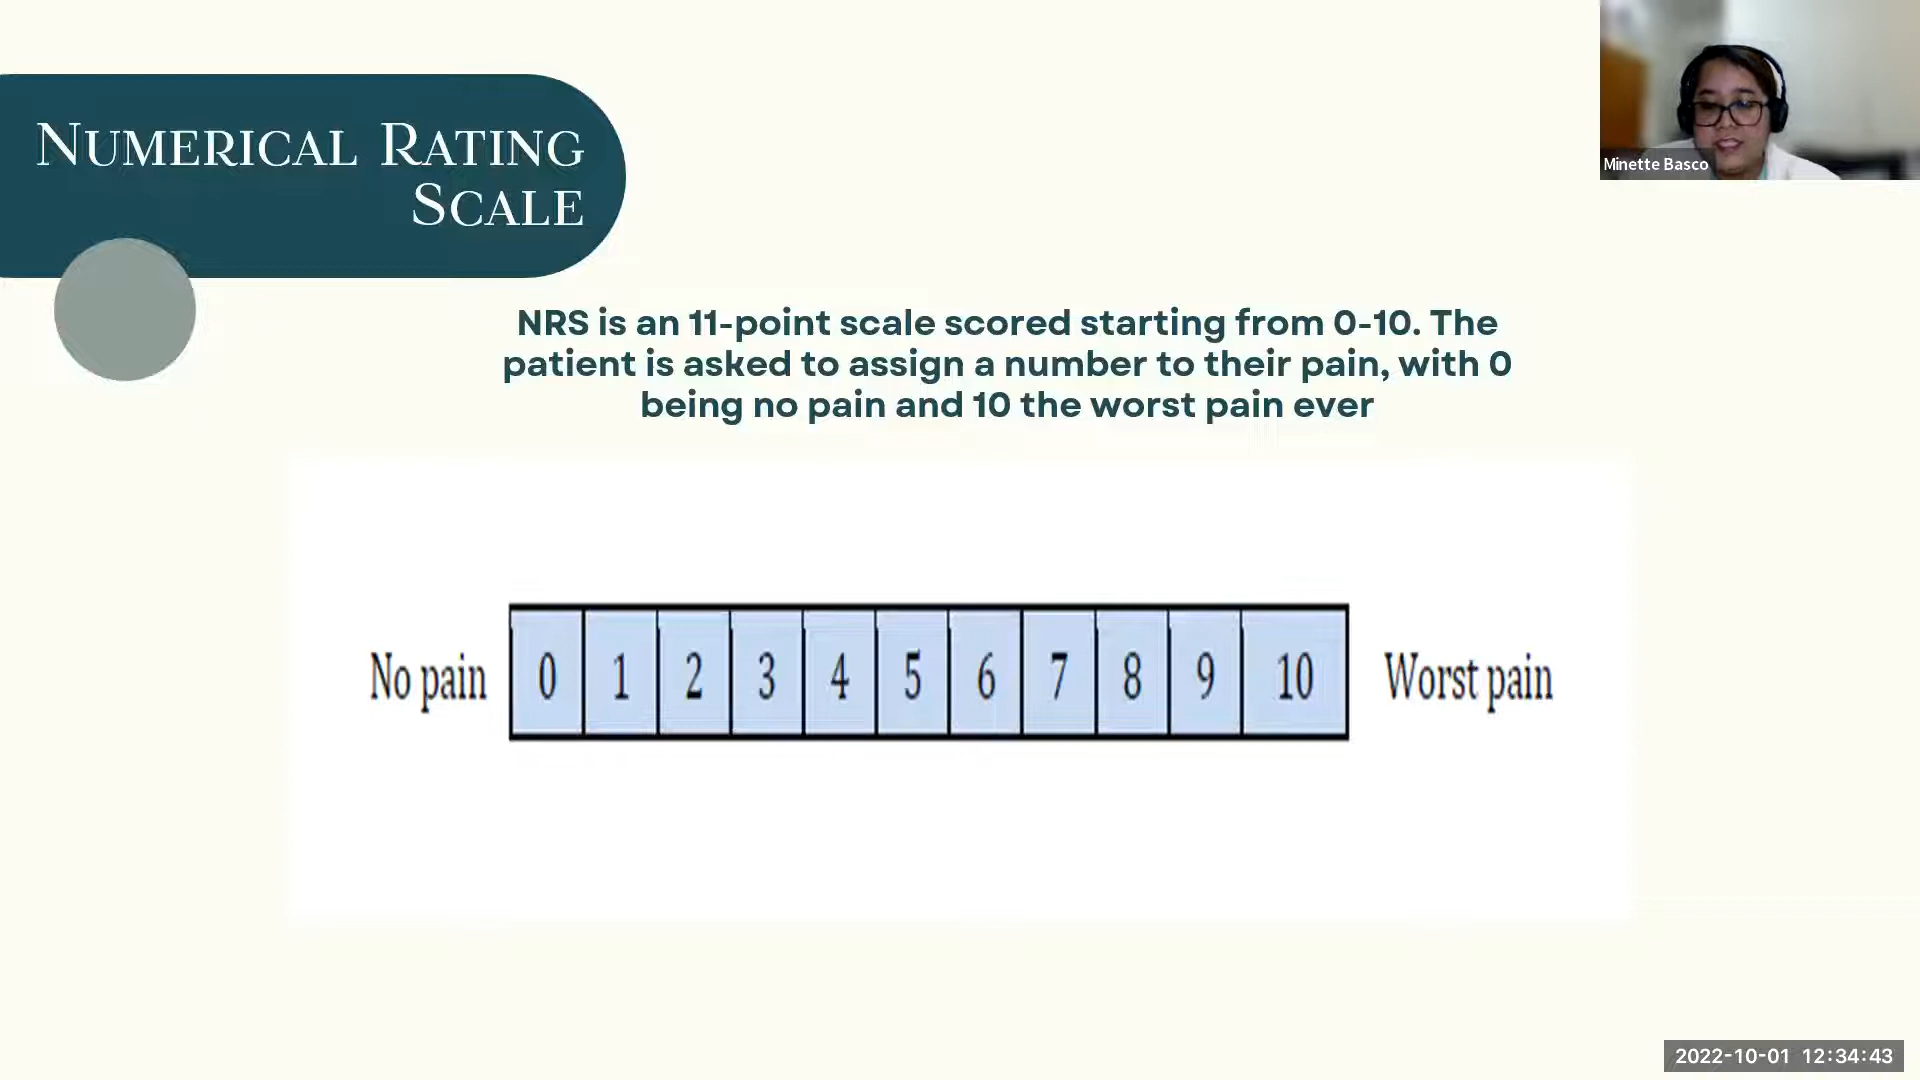 NUMERICAL RATING
SCALE
Minette Basco
NRS is an 11-point scale scored starting from 0-10. The
patient is asked to assign a number to their pain, with 0
being no pain and 10 the worst pain ever
No pain 0 1 2 3 4 5 6 7 8 9 10 Worst pain
2022-10-01 12:34:43